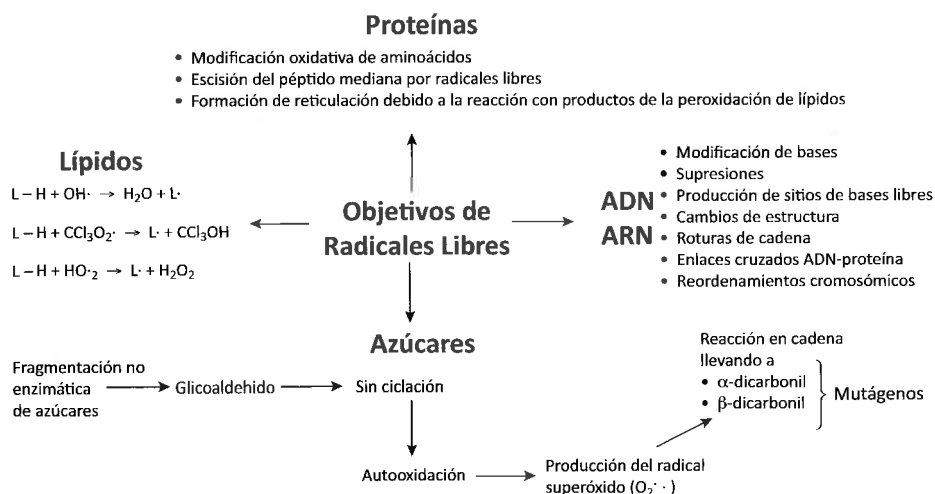 Proteínas
• Modificación oxidativa de aminoácidos
• Escisión del péptido mediana por radicales libres
• Formación de reticulación debido a la reacción con productos de la peroxidación de lípidos
Lípidos
L – H + OH· → H₂O + L·
L – H + CCl₃O₂· → L· + CCl₃OH
L – H + HO·₂ → L· + H₂O₂
Objetivos de
Radicales Libres
ADN
ARN
• Modificación de bases
• Supresiones
• Producción de sitios de bases libres
• Cambios de estructura
• Roturas de cadena
• Enlaces cruzados ADN-proteína
• Reordenamientos cromosómicos
Azúcares
Fragmentación no
enzimática
de azúcares
Glicoaldehido
Sin ciclación
Autooxidación
Producción del radical
superóxido (O₂· ·)
Reacción en cadena
llevando a
• α-dicarbonil
• β-dicarbonil
Mutágenos